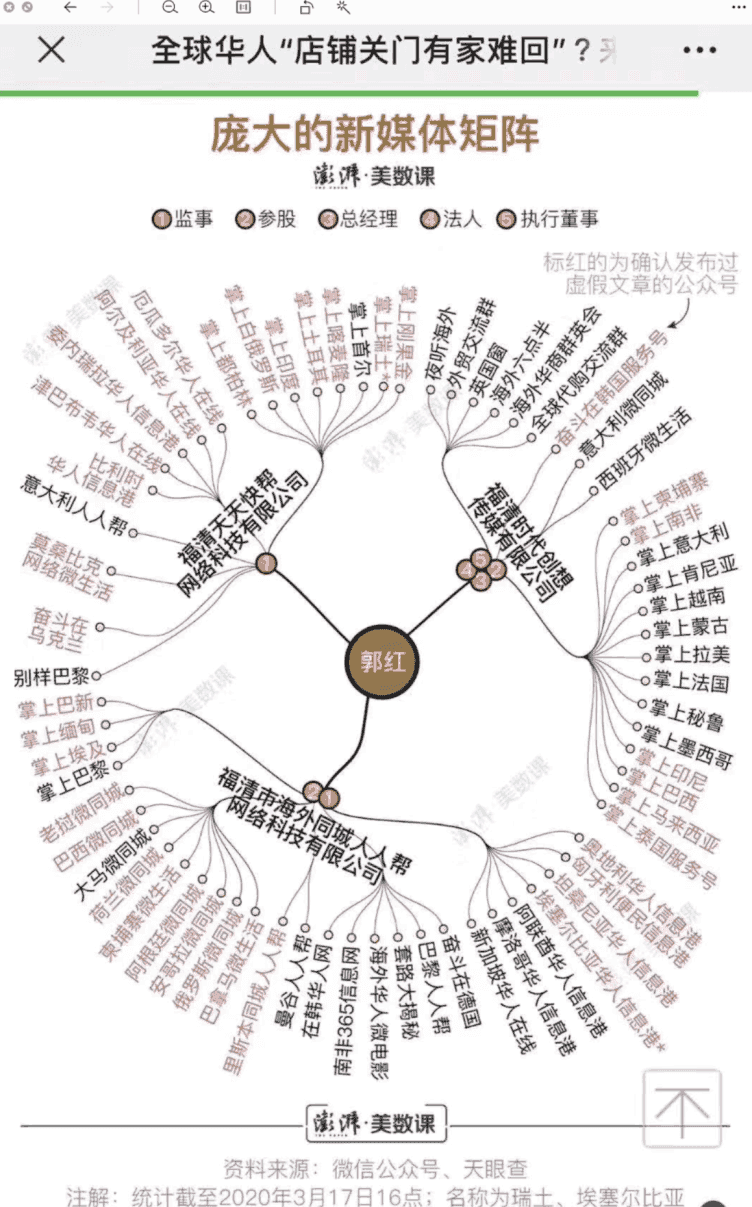 全球华人“店铺关门有家难回”？
庞大的新媒体矩阵
澎湃·美数课
①监事 ②参股 ③总经理 ④法人 ⑤执行董事
标红的为确认发布过
虚假文章的公众号
郭红
福清天天快帮
网络科技有限公司
①
掌上刚果金
掌上瑞士*
掌上首尔
掌上喀麦隆
掌上土耳其
掌上印度
掌上白俄罗斯
掌上都柏林
厄瓜多尔华人在线
阿尔及利亚华人在线
委内瑞拉华人信息港
津巴布韦华人在线
比利时
华人信息港
意大利人人帮
莫桑比克
网络微生活
奋斗在
乌克兰
别样巴黎
福清时代创想
传媒有限公司
⑤
④ ②
③
夜听海外
外贸交流群
英国圈
海外六点半
海外华商群英会
全球代购交流群
奋斗在韩国服务号
意大利微同城
西班牙微生活
掌上柬埔寨
掌上南非
掌上意大利
掌上肯尼亚
掌上越南
掌上蒙古
掌上拉美
掌上法国
掌上秘鲁
掌上墨西哥
掌上印尼
掌上巴西
掌上马来西亚
掌上泰国服务号
福清市海外同城人人帮
网络科技有限公司
② ①
掌上巴新
掌上缅甸
掌上埃及
掌上巴黎
老挝微同城
巴西微同城
大马微同城
荷兰微同城
柬埔寨微生活
阿根廷微同城
安哥拉微同城
俄罗斯微同城
巴拿马微生活
里斯本同城人人帮
曼谷人人帮
在韩华人网
南非365信息网
海外华人微电影
套路大揭秘
巴黎人人帮
奋斗在德国
新加坡华人在线
摩洛哥华人信息港
阿联酋华人信息港
埃塞尔比亚华人信息港*
坦桑尼亚华人信息港
匈牙利便民信息港
奥地利华人信息港
澎湃·美数课
资料来源：微信公众号、天眼查
注解：统计截至2020年3月17日16点；名称为瑞士、埃塞尔比亚